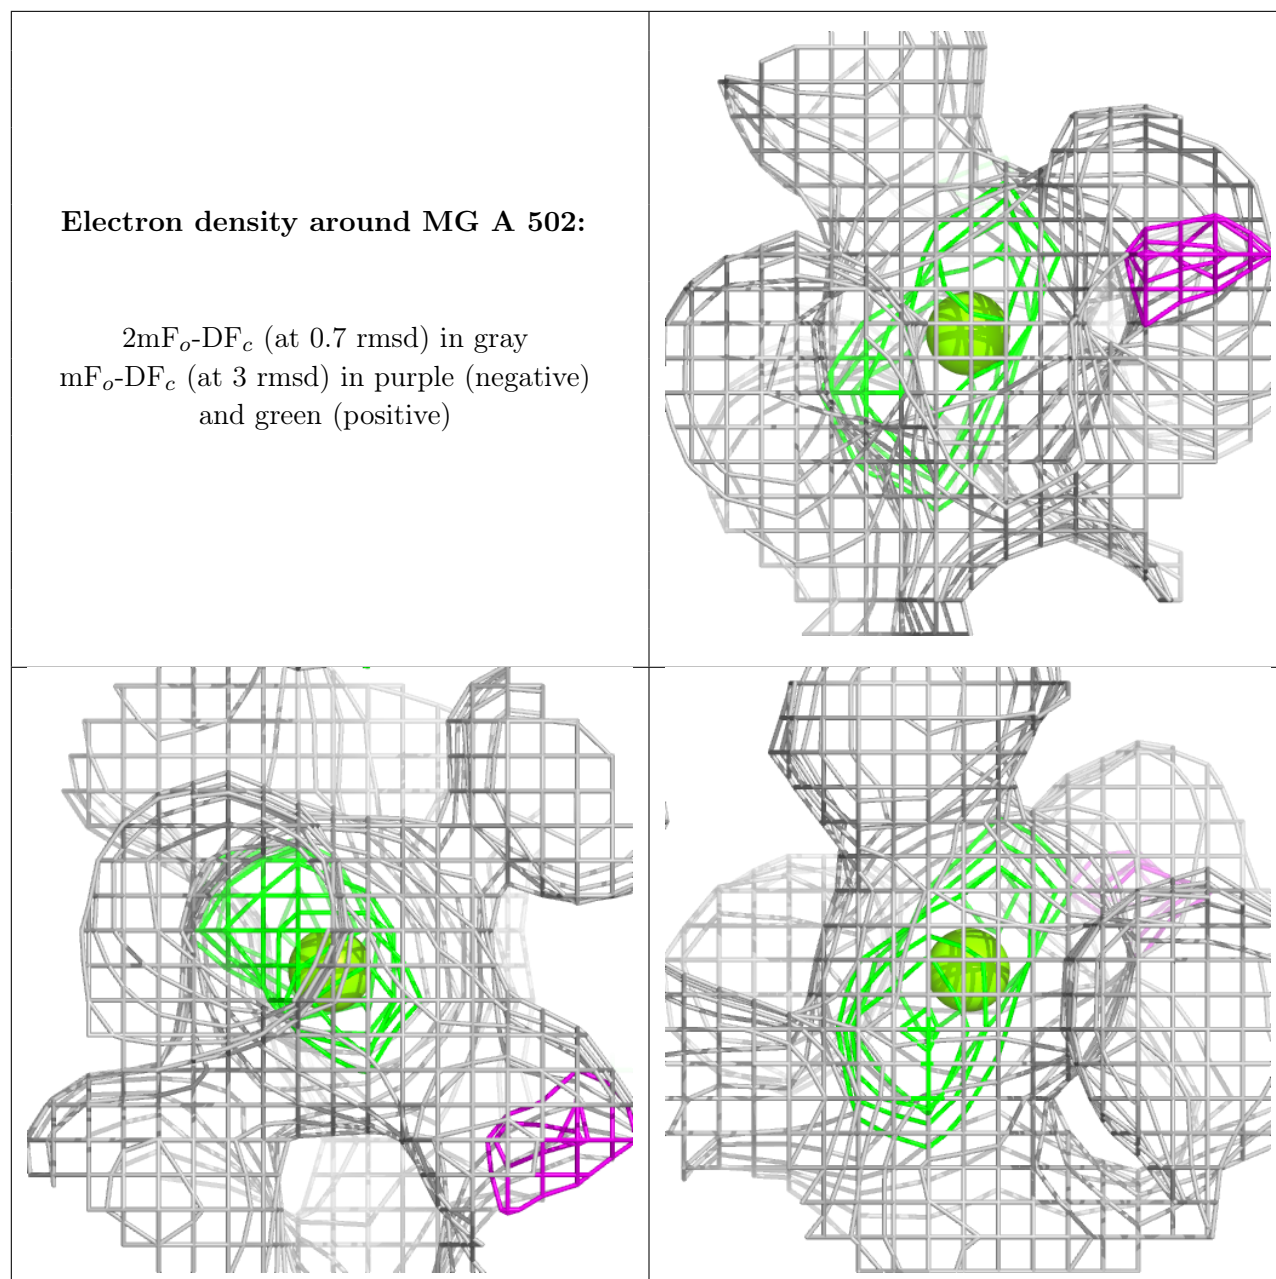 Electron density around MG A 502:
2mFo-DFc (at 0.7 rmsd) in gray
mFo-DFc (at 3 rmsd) in purple (negative)
and green (positive)